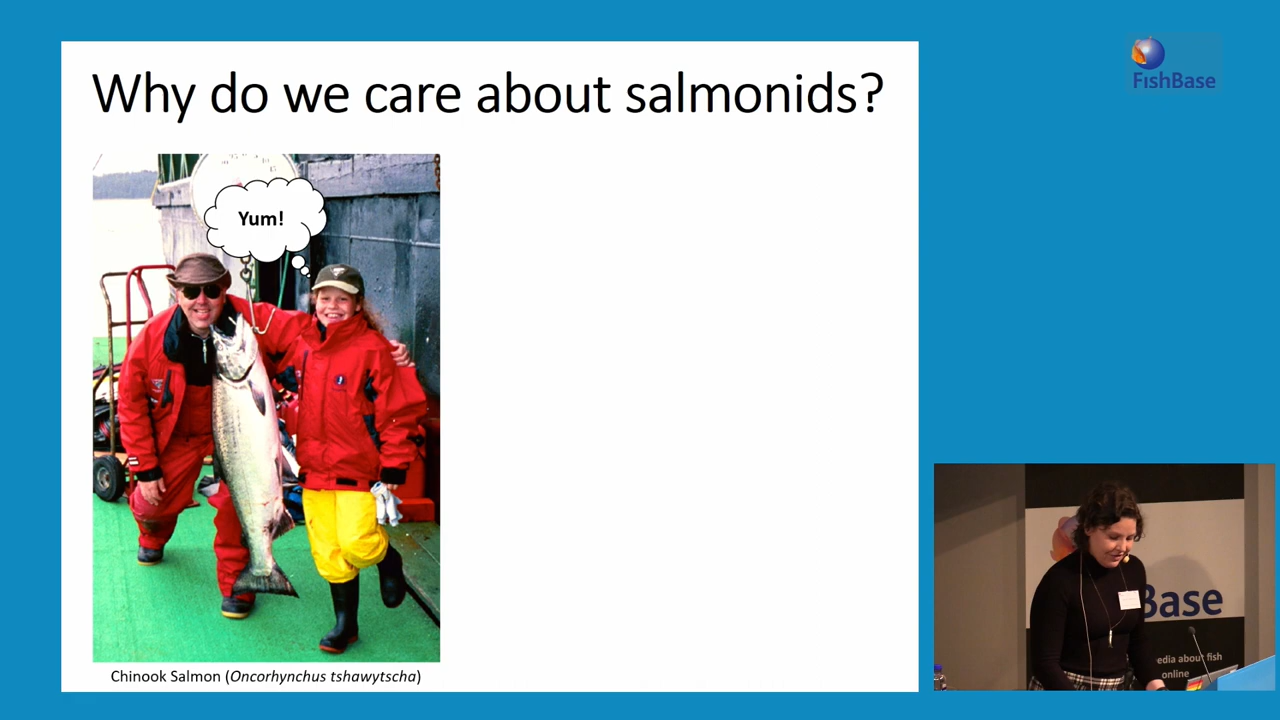 Why do we care about salmonids?
FishBase
Yum!
Chinook Salmon (Oncorhynchus tshawytscha)
Base
edia about fish
online